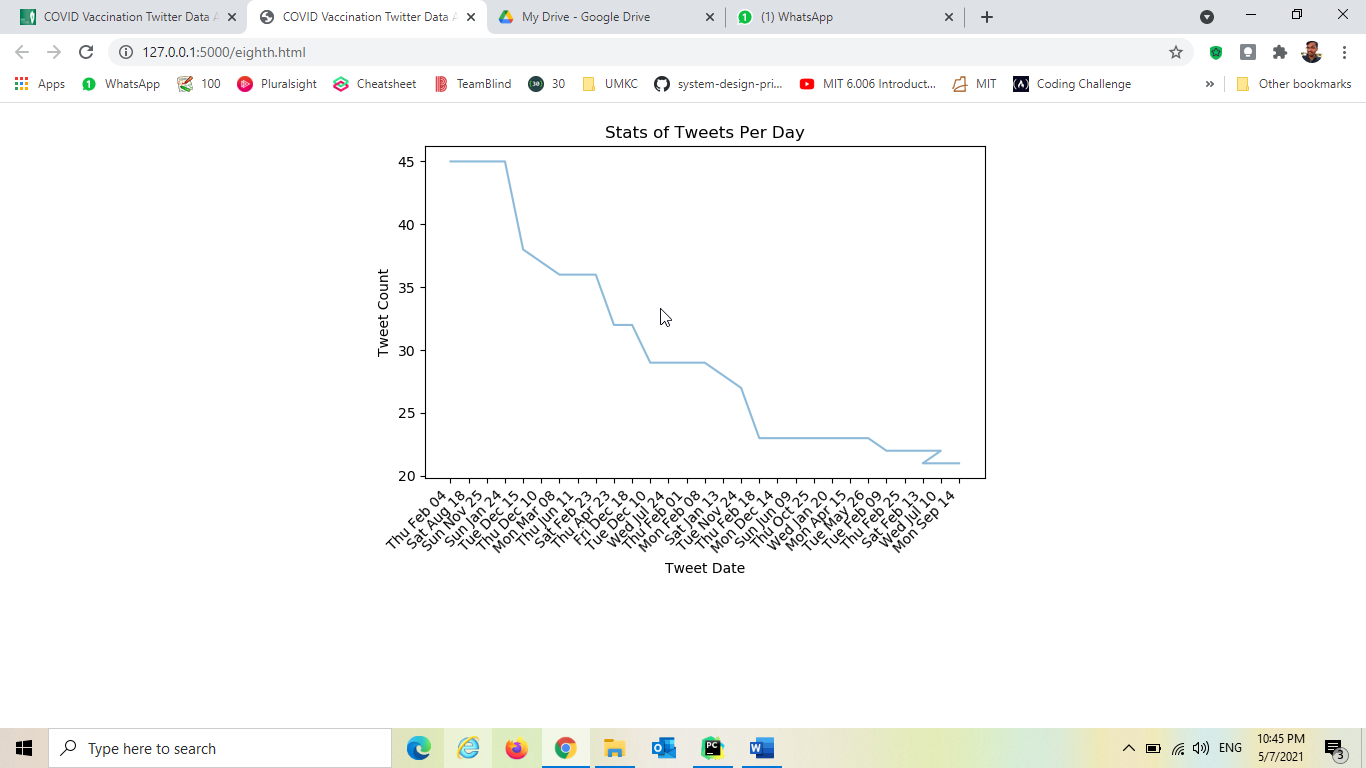 COVID Vaccination Twitter Data A
COVID Vaccination Twitter Data A
My Drive - Google Drive
(1) WhatsApp
127.0.0.1:5000/eighth.html
Apps
1
WhatsApp
100
Pluralsight
Cheatsheet
TeamBlind
30
30
UMKC
system-design-pri...
MIT 6.006 Introduct...
MIT
Coding Challenge
»
Other bookmarks
Stats of Tweets Per Day
45
40
35
30
25
20
Tweet Count
Thu Feb 04
Sat Aug 18
Sun Nov 25
Sun Jan 24
Tue Dec 15
Thu Dec 10
Mon Mar 08
Thu Jun 11
Sat Feb 23
Thu Apr 23
Fri Dec 18
Tue Dec 10
Wed Jul 24
Thu Feb 01
Mon Feb 08
Sat Jan 13
Tue Nov 24
Thu Feb 18
Mon Dec 14
Sun Jun 09
Thu Oct 25
Wed Jan 20
Mon Apr 15
Tue May 26
Tue Feb 09
Thu Feb 25
Sat Feb 13
Wed Jul 10
Mon Sep 14
Tweet Date
Type here to search
PC
W
ENG
10:45 PM
5/7/2021
3